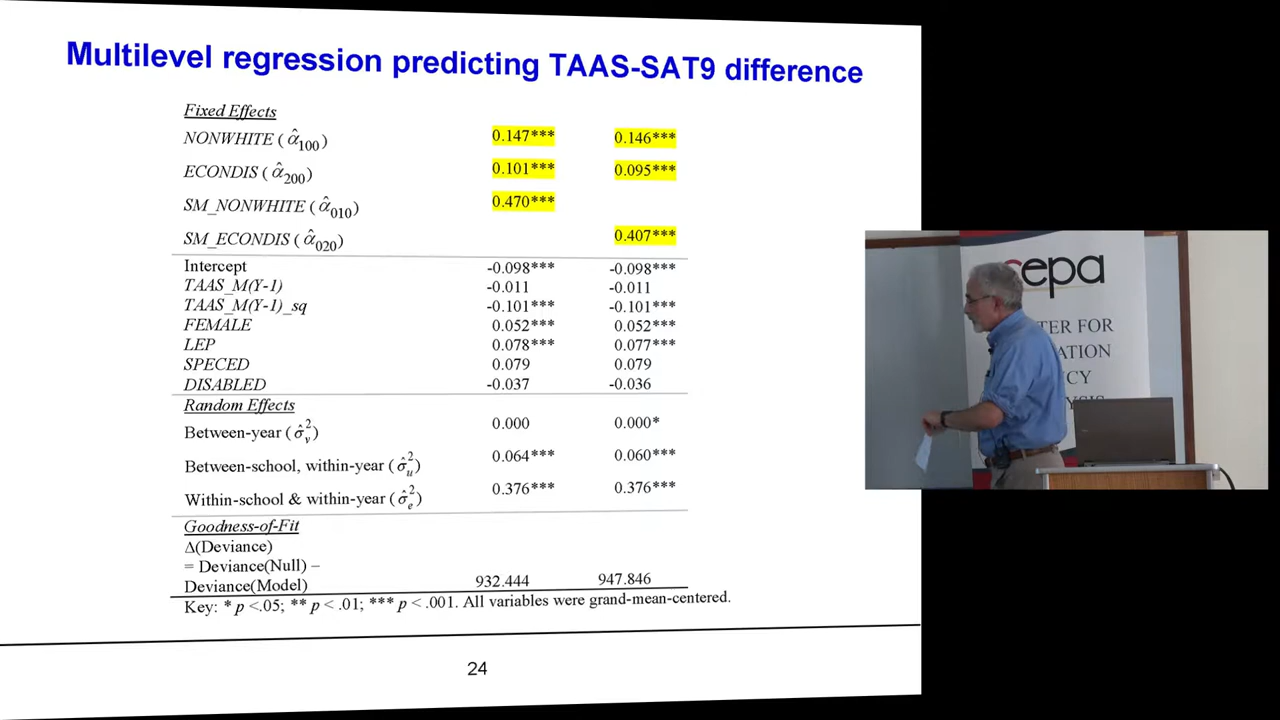 Multilevel regression predicting TAAS-SAT9 difference
Fixed Effects
NONWHITE (α̂100) 0.147*** 0.146***
ECONDIS (α̂200) 0.101*** 0.095***
SM_NONWHITE (α̂010) 0.470***
SM_ECONDIS (α̂020) 0.407***
Intercept -0.098*** -0.098***
TAAS_M(Y-1) -0.011 -0.011
TAAS_M(Y-1)_sq -0.101*** -0.101***
FEMALE 0.052*** 0.052***
LEP 0.078*** 0.077***
SPECED 0.079 0.079
DISABLED -0.037 -0.036
Random Effects
Between-year (σ̂²v) 0.000 0.000*
Between-school, within-year (σ̂²u) 0.064*** 0.060***
Within-school & within-year (σ̂²e) 0.376*** 0.376***
Goodness-of-Fit
Δ(Deviance)
= Deviance(Null) –
Deviance(Model) 932.444 947.846
Key: * p <.05; ** p < .01; *** p < .001. All variables were grand-mean-centered.
24
cepa
TER FOR
ATION
CY
YSIS